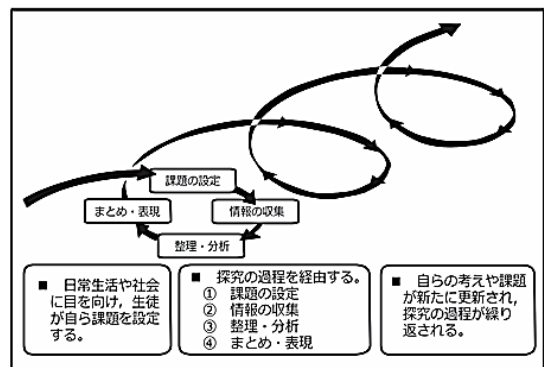 課題の設定
まとめ・表現
情報の収集
整理・分析
■ 日常生活や社会
に目を向け，生徒
が自ら課題を設定
する。
■ 探究の過程を経由する。
① 課題の設定
② 情報の収集
③ 整理・分析
④ まとめ・表現
■ 自らの考えや課題
が新たに更新され，
探究の過程が繰り
返される。